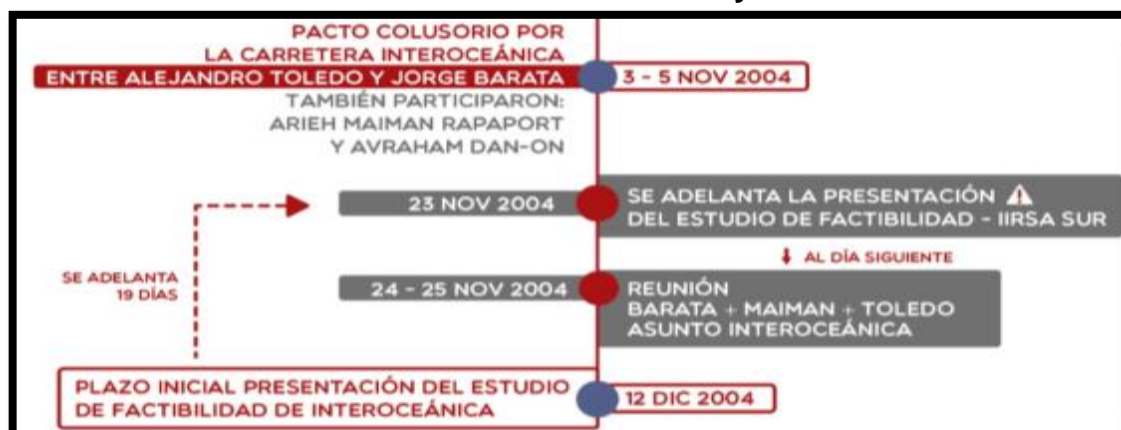 PACTO COLUSORIO POR
LA CARRETERA INTEROCEÁNICA
ENTRE ALEJANDRO TOLEDO Y JORGE BARATA
3 - 5 NOV 2004
TAMBIÉN PARTICIPARON:
ARIEH MAIMAN RAPAPORT
Y AVRAHAM DAN-ON
23 NOV 2004
SE ADELANTA LA PRESENTACIÓN
DEL ESTUDIO DE FACTIBILIDAD - IIRSA SUR
AL DÍA SIGUIENTE
SE ADELANTA
19 DÍAS
24 - 25 NOV 2004
REUNIÓN
BARATA + MAIMAN + TOLEDO
ASUNTO INTEROCEÁNICA
PLAZO INICIAL PRESENTACIÓN DEL ESTUDIO
DE FACTIBILIDAD DE INTEROCEÁNICA
12 DIC 2004